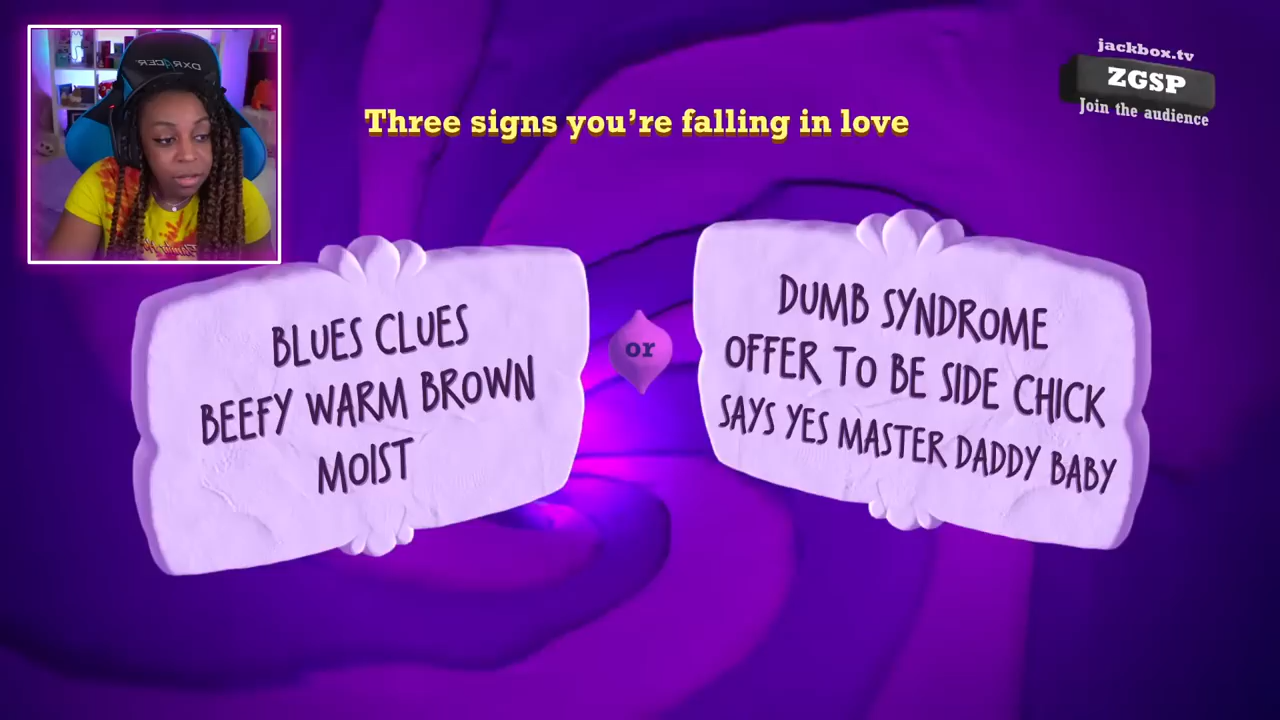 jackbox.tv
ZGSP
Join the audience
Three signs you're falling in love
BLUES CLUES
BEEFY WARM BROWN
MOIST
or
DUMB SYNDROME
OFFER TO BE SIDE CHICK
SAYS YES MASTER DADDY BABY
DXRACER